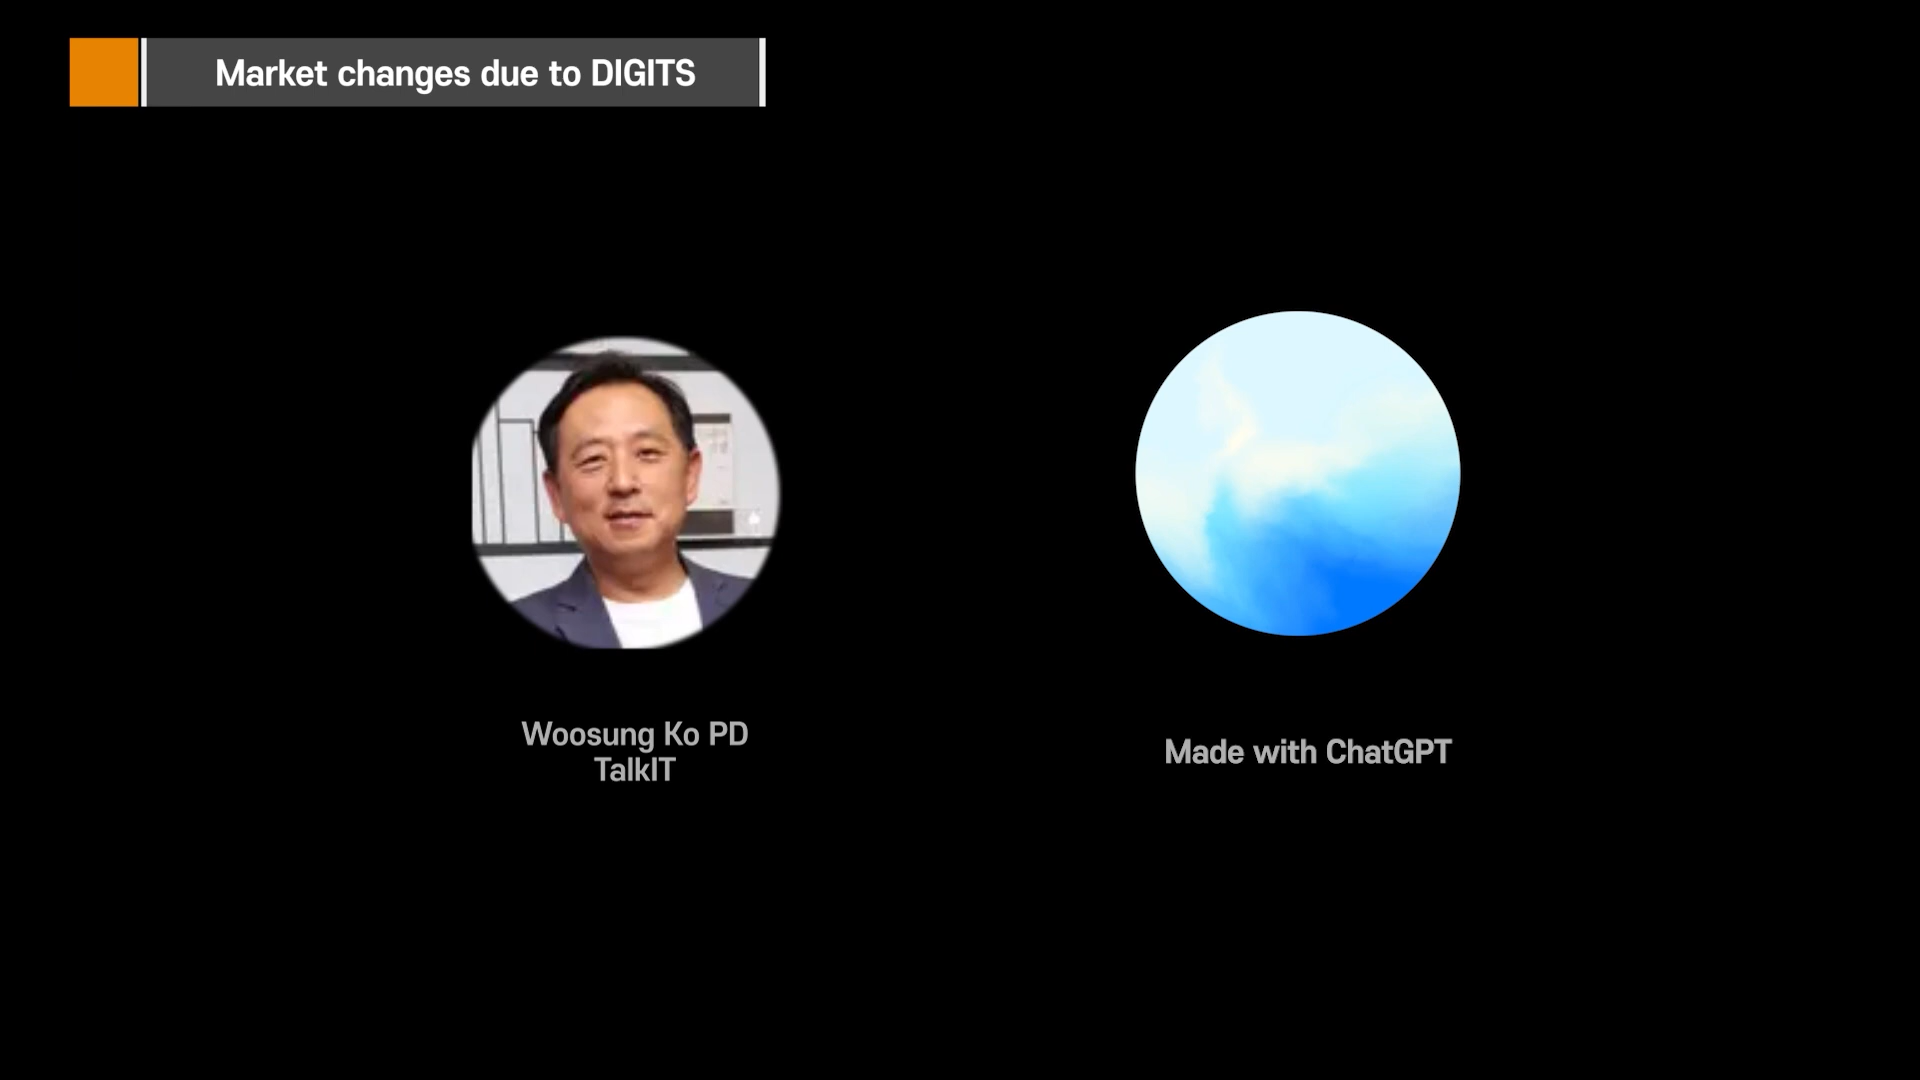 Market changes due to DIGITS
Woosung Ko PD
TalkIT
Made with ChatGPT